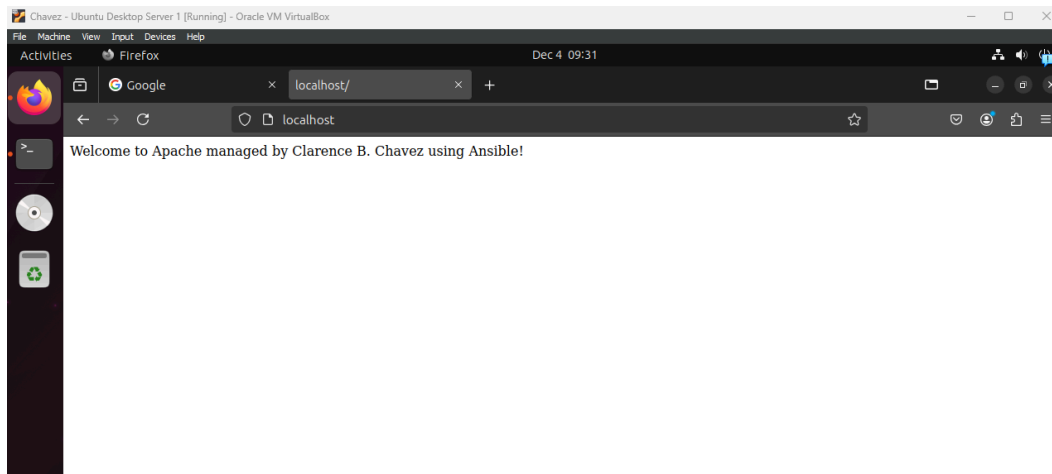 Chavez - Ubuntu Desktop Server 1 [Running] - Oracle VM VirtualBox
File Machine View Input Devices Help
Activities Firefox Dec 4 09:31
Google localhost/
localhost
Welcome to Apache managed by Clarence B. Chavez using Ansible!